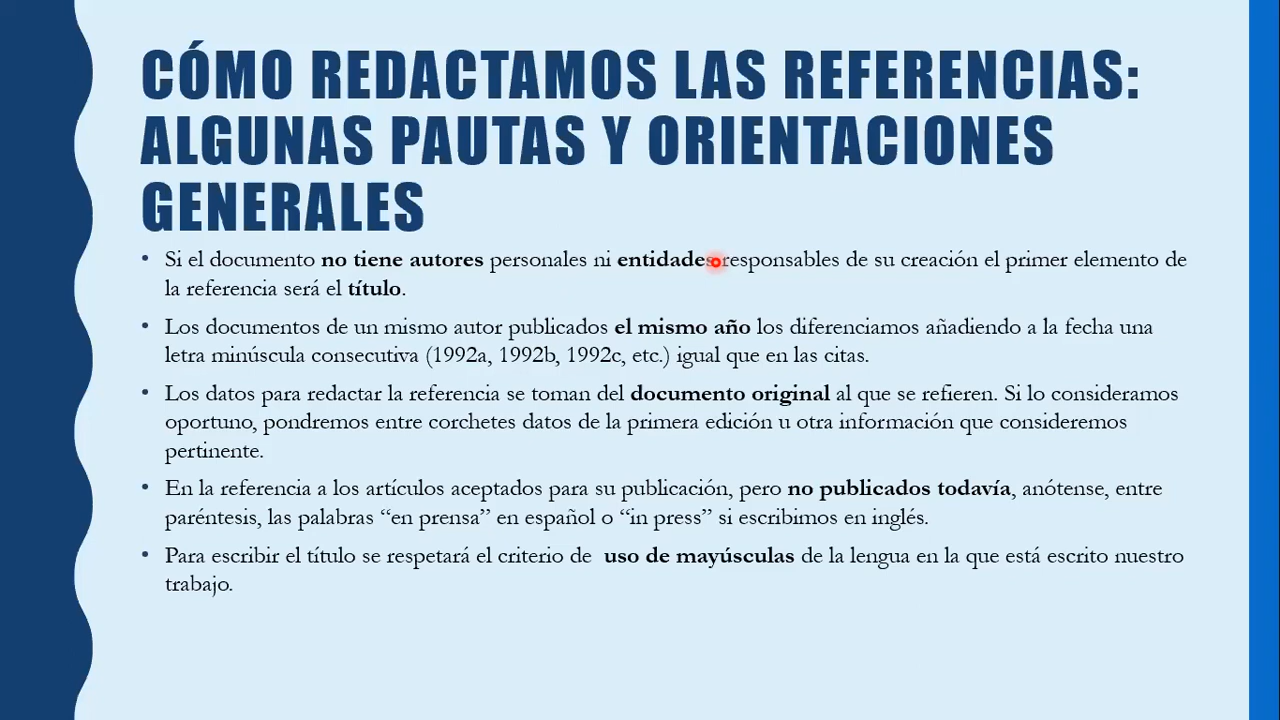 CÓMO REDACTAMOS LAS REFERENCIAS:
ALGUNAS PAUTAS Y ORIENTACIONES
GENERALES
• Si el documento no tiene autores personales ni entidades responsables de su creación el primer elemento de
la referencia será el título.
• Los documentos de un mismo autor publicados el mismo año los diferenciamos añadiendo a la fecha una
letra minúscula consecutiva (1992a, 1992b, 1992c, etc.) igual que en las citas.
• Los datos para redactar la referencia se toman del documento original al que se refieren. Si lo consideramos
oportuno, pondremos entre corchetes datos de la primera edición u otra información que consideremos
pertinente.
• En la referencia a los artículos aceptados para su publicación, pero no publicados todavía, anótense, entre
paréntesis, las palabras “en prensa” en español o “in press” si escribimos en inglés.
• Para escribir el título se respetará el criterio de uso de mayúsculas de la lengua en la que está escrito nuestro
trabajo.